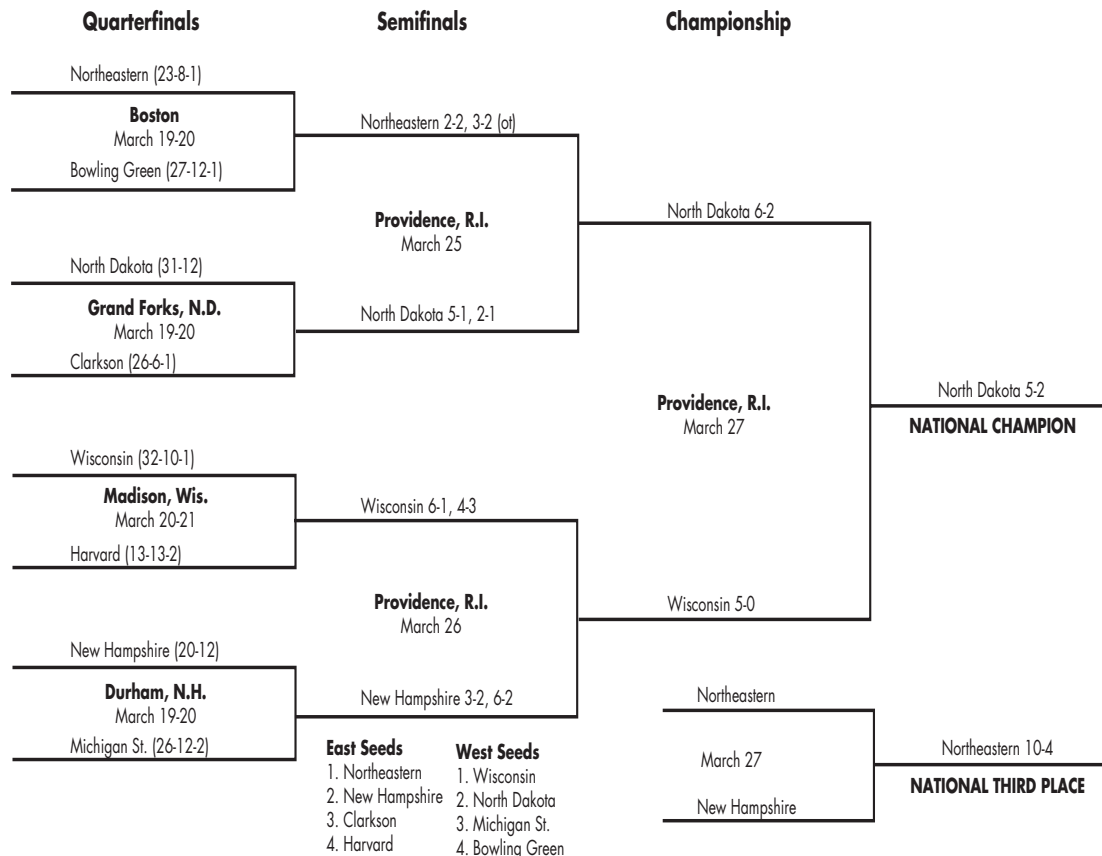 Quarterfinals
Semifinals
Championship
Northeastern (23-8-1)
Boston
March 19-20
Bowling Green (27-12-1)
North Dakota (31-12)
Grand Forks, N.D.
March 19-20
Clarkson (26-6-1)
Wisconsin (32-10-1)
Madison, Wis.
March 20-21
Harvard (13-13-2)
New Hampshire (20-12)
Durham, N.H.
March 19-20
Michigan St. (26-12-2)
Northeastern 2-2, 3-2 (ot)
Providence, R.I.
March 25
North Dakota 5-1, 2-1
Wisconsin 6-1, 4-3
Providence, R.I.
March 26
New Hampshire 3-2, 6-2
North Dakota 6-2
Providence, R.I.
March 27
Wisconsin 5-0
North Dakota 5-2
NATIONAL CHAMPION
Northeastern
March 27
New Hampshire
Northeastern 10-4
NATIONAL THIRD PLACE
East Seeds
1. Northeastern
2. New Hampshire
3. Clarkson
4. Harvard
West Seeds
1. Wisconsin
2. North Dakota
3. Michigan St.
4. Bowling Green